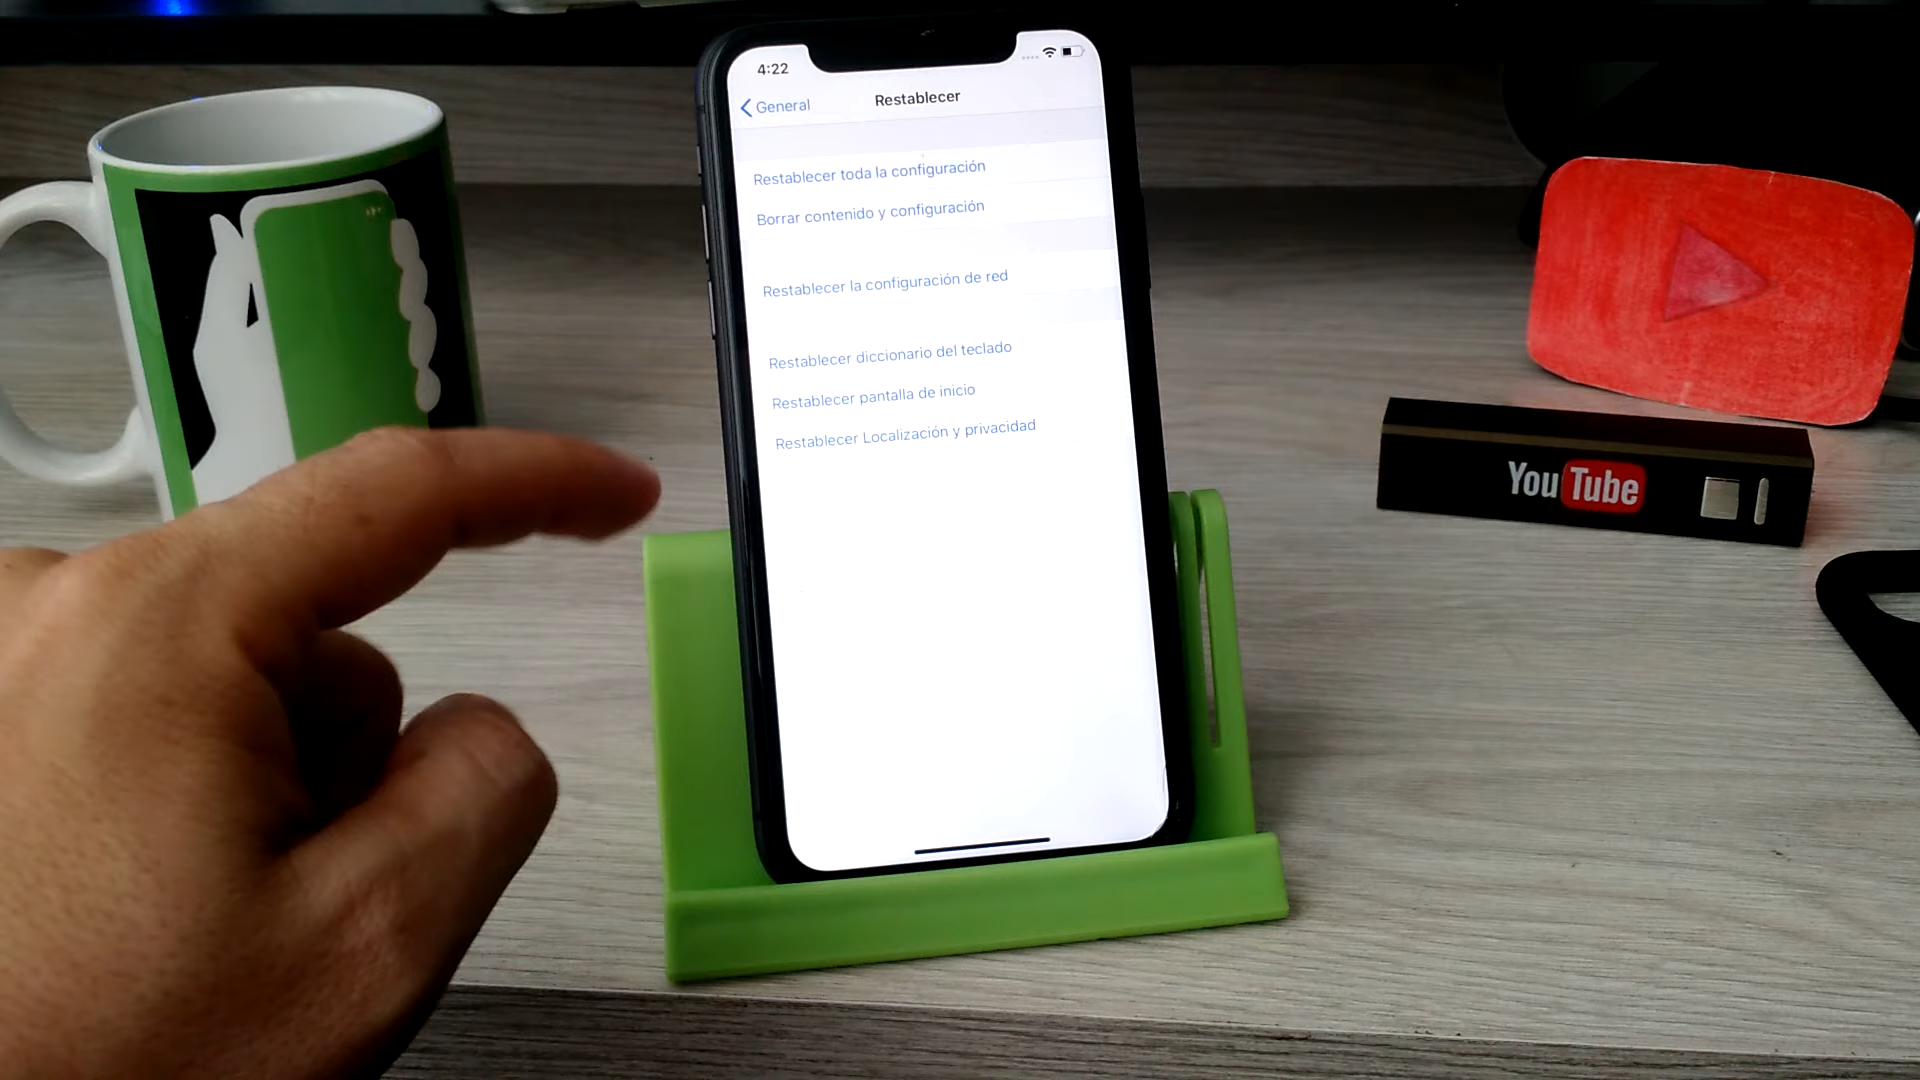 4:22
General
Restablecer
Restablecer toda la configuración
Borrar contenido y configuración
Restablecer la configuración de red
Restablecer diccionario del teclado
Restablecer pantalla de inicio
Restablecer Localización y privacidad
YouTube